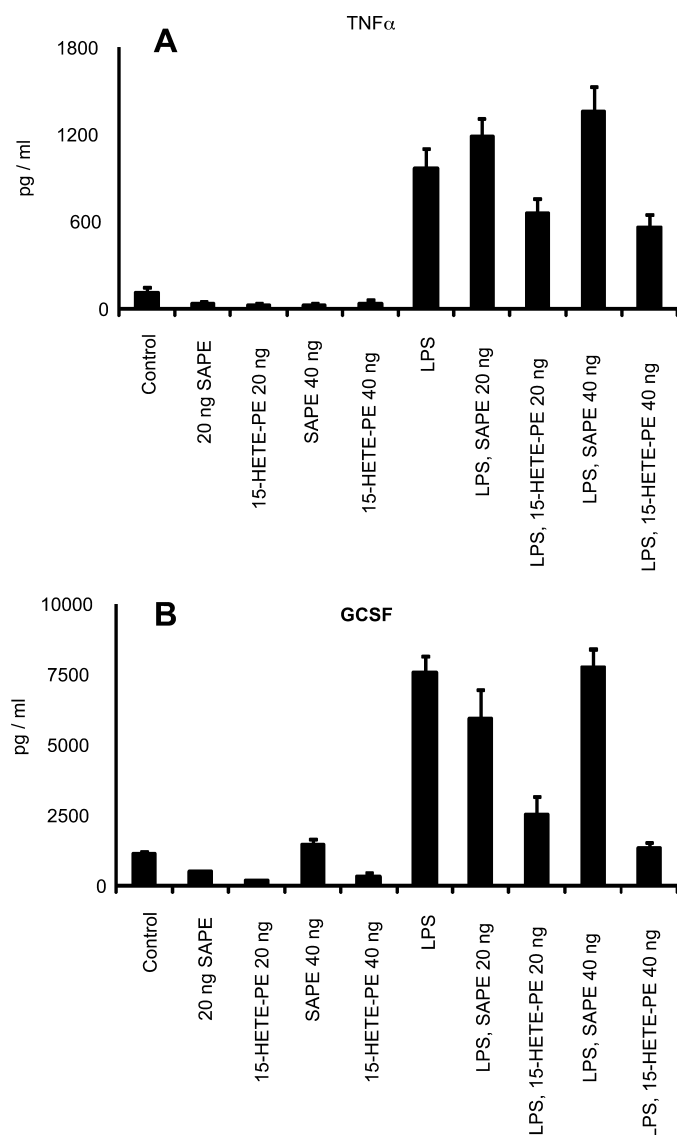 A
TNFα
1800
1200
600
0
pg / ml
Control
20 ng SAPE
15-HETE-PE 20 ng
SAPE 40 ng
15-HETE-PE 40 ng
LPS
LPS, SAPE 20 ng
LPS, 15-HETE-PE 20 ng
LPS, SAPE 40 ng
LPS, 15-HETE-PE 40 ng
B
GCSF
10000
7500
5000
2500
0
pg / ml
Control
20 ng SAPE
15-HETE-PE 20 ng
SAPE 40 ng
15-HETE-PE 40 ng
LPS
LPS, SAPE 20 ng
LPS, 15-HETE-PE 20 ng
LPS, SAPE 40 ng
LPS, 15-HETE-PE 40 ng